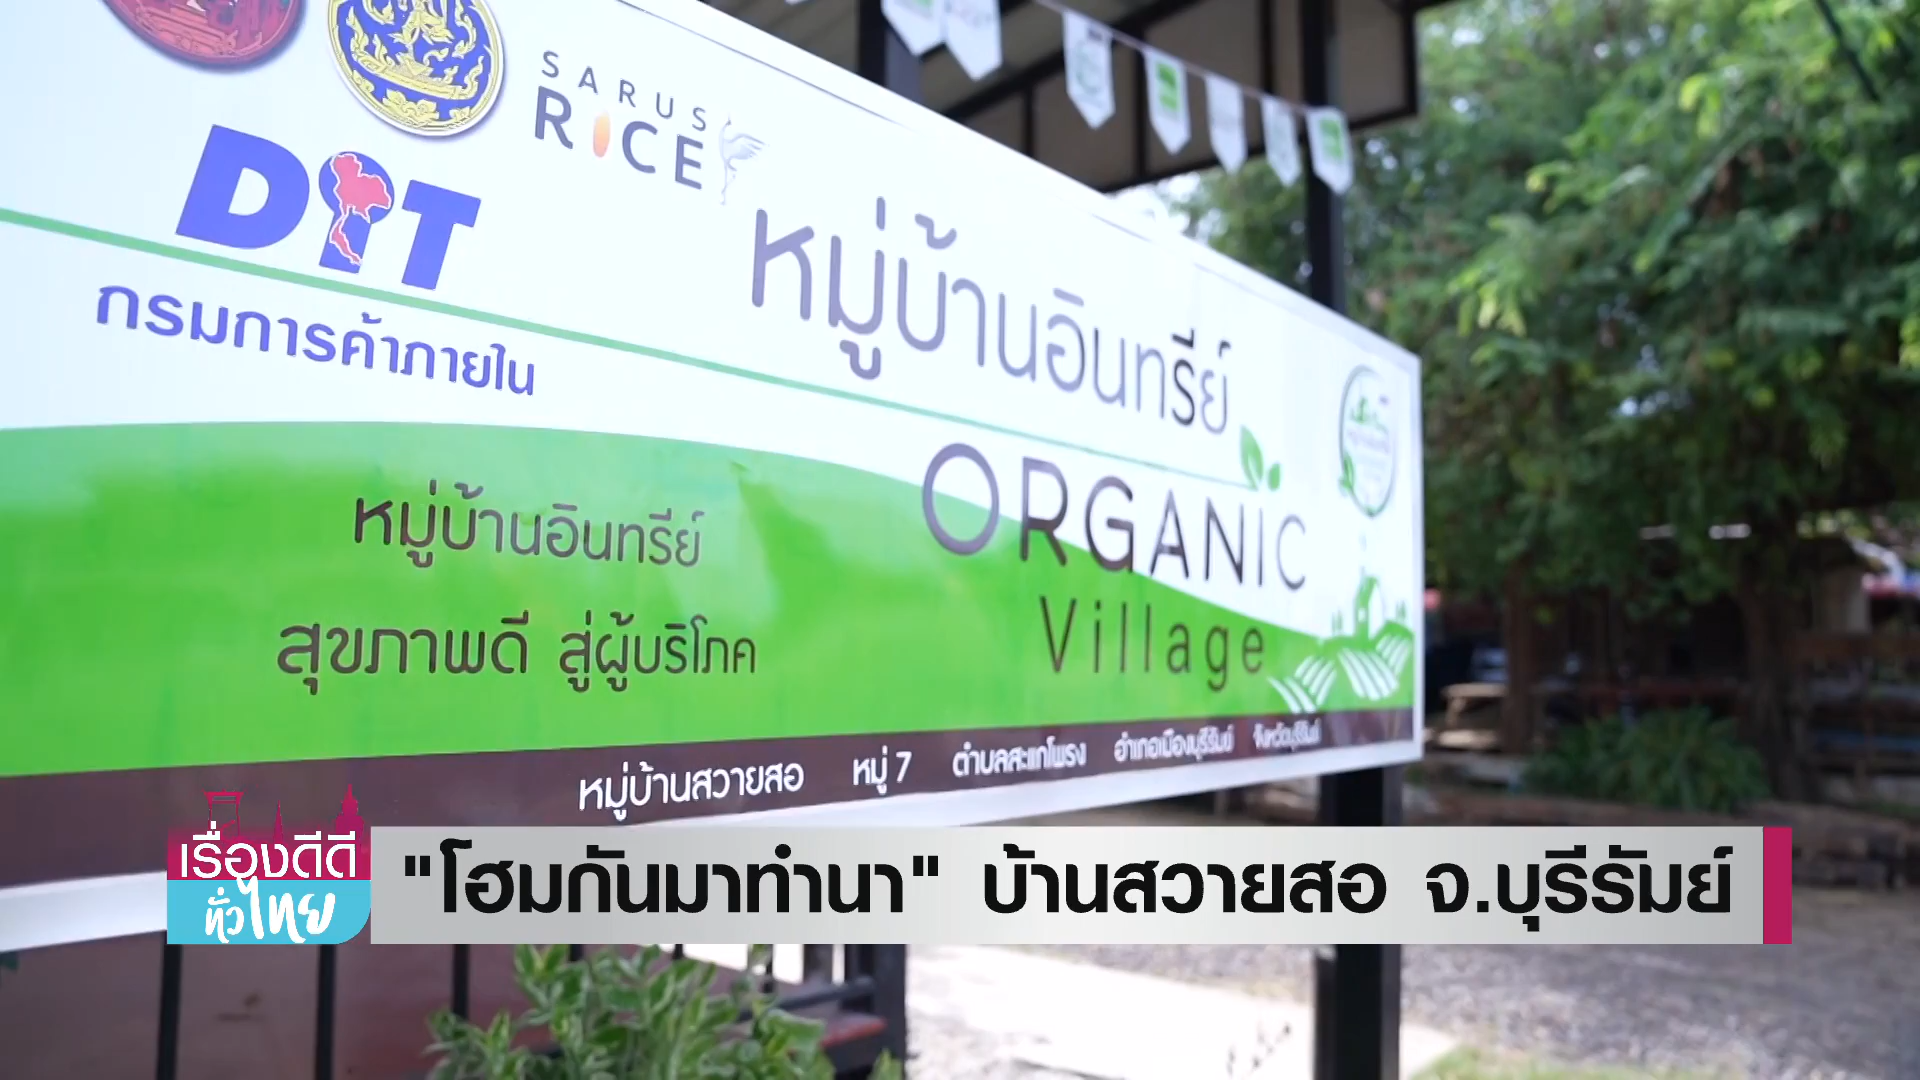 SARUS
RICE
DIT
กรมการค้าภายใน
หมู่บ้านอินทรีย์
ORGANIC
Village
หมู่บ้านอินทรีย์
สุขภาพดี สู่ผู้บริโภค
หมู่บ้านสวายสอ หมู่ 7 ตำบลสะแกโพรง อำเภอเมืองบุรีรัมย์ จังหวัดบุรีรัมย์
เรื่องดีดี
ทั่วไทย
"โฮมกันมาทำนา" บ้านสวายสอ จ.บุรีรัมย์